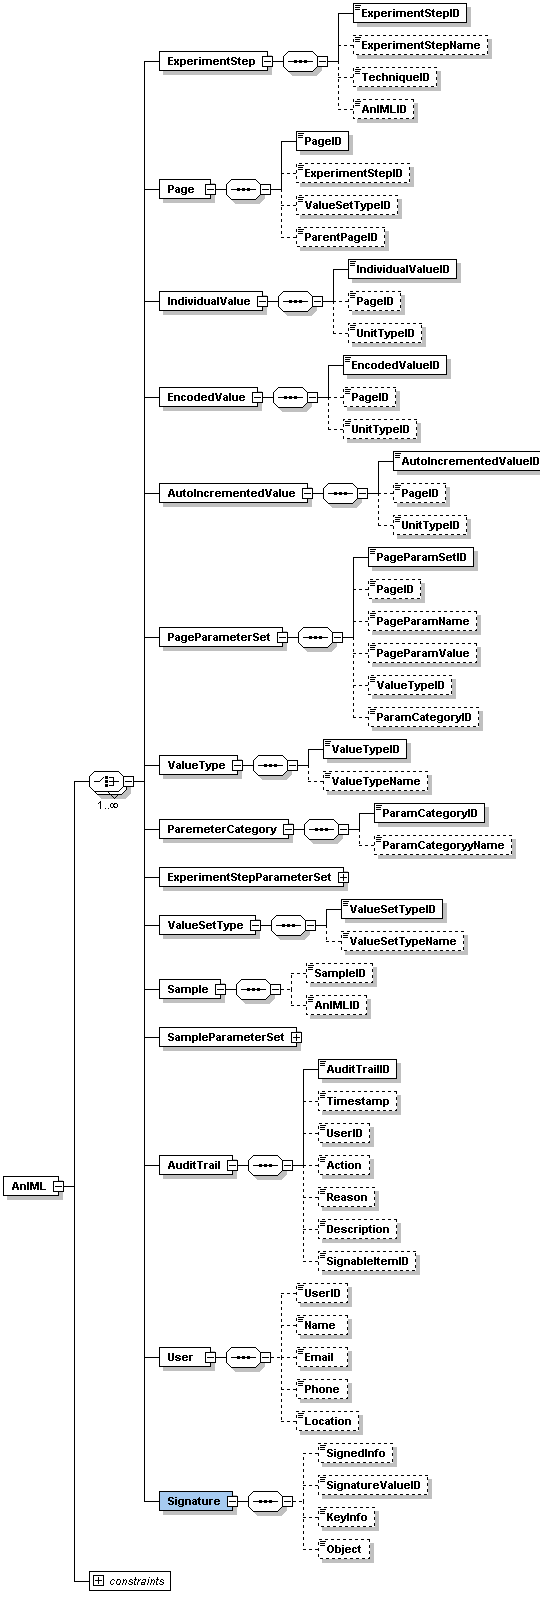 ExperimentStep
ExperimentStepID
ExperimentStepName
TechniqueID
AnIMLID
Page
PageID
ExperimentStepID
ValueSetTypeID
ParentPageID
IndividualValue
IndividualValueID
PageID
UnitTypeID
EncodedValue
EncodedValueID
PageID
UnitTypeID
AutoIncrementedValue
AutoIncrementedValueID
PageID
UnitTypeID
PageParameterSet
PageParamSetID
PageID
PageParamName
PageParamValue
ValueTypeID
ParamCategoryID
ValueType
ValueTypeID
ValueTypeName
1..∞
ParemeterCategory
ParamCategoryID
ParamCategoryyName
ExperimentStepParameterSet
ValueSetType
ValueSetTypeID
ValueSetTypeName
Sample
SampleID
AnIMLID
SampleParameterSet
AuditTrail
AuditTrailID
Timestamp
UserID
Action
Reason
Description
SignableItemID
AnIML
User
UserID
Name
Email
Phone
Location
Signature
SignedInfo
SignatureValueID
KeyInfo
Object
constraints